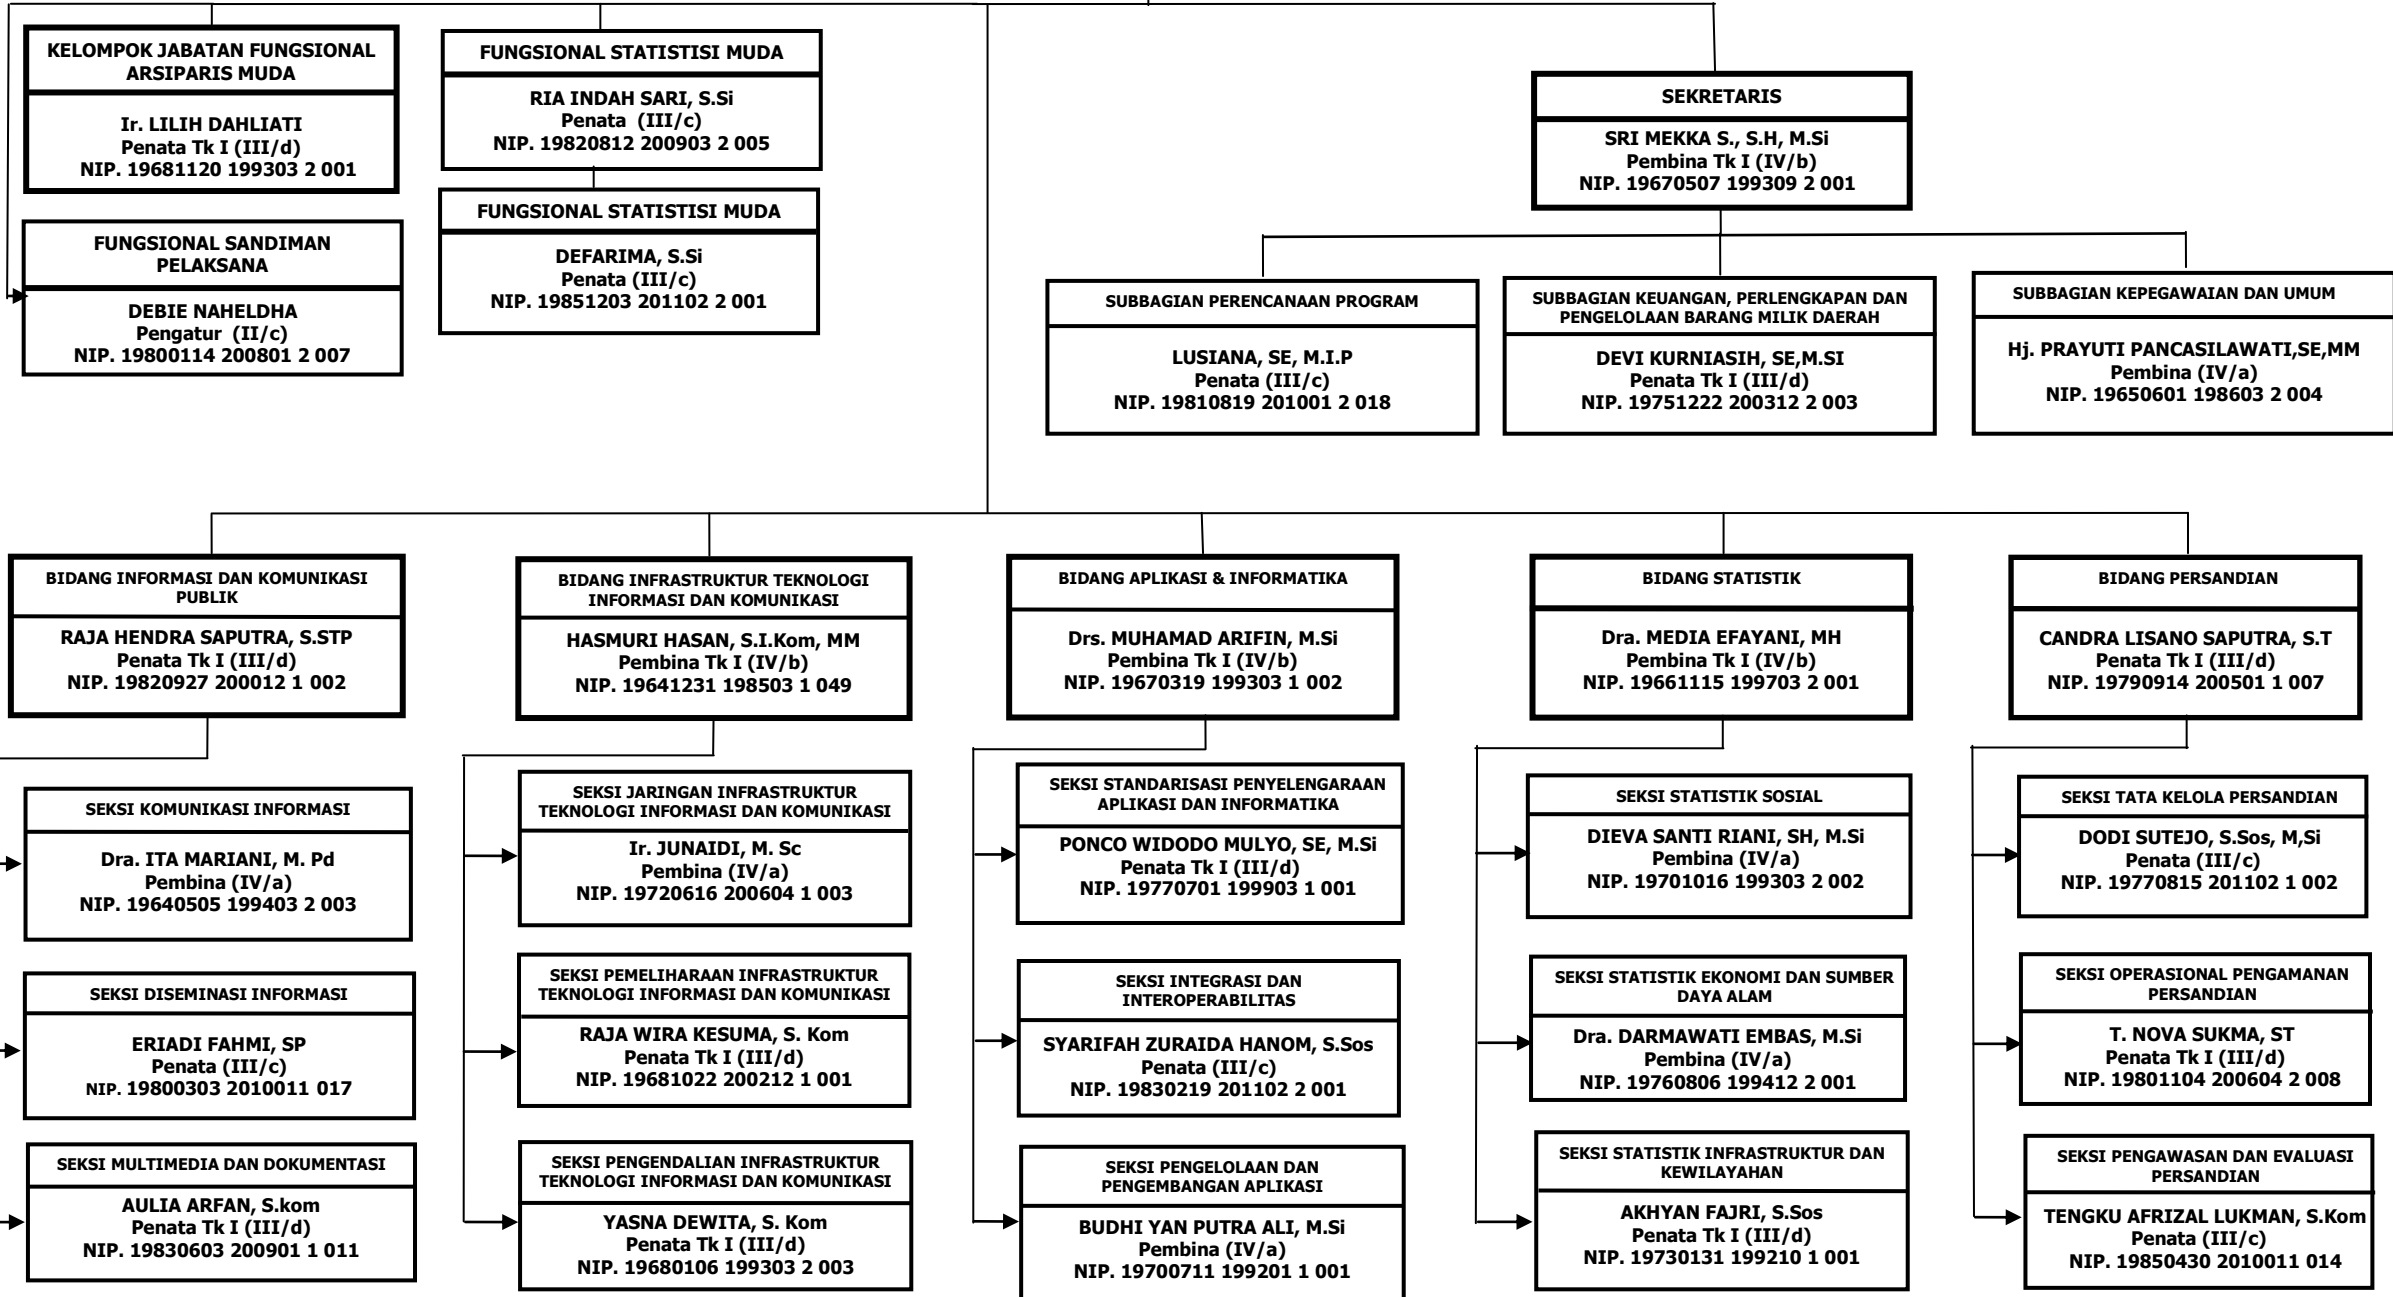 KELOMPOK JABATAN FUNGSIONAL
ARSIPARIS MUDA
Ir. LILIH DAHLIATI
Penata Tk I (III/d)
NIP. 19681120 199303 2 001
FUNGSIONAL STATISTISI MUDA
RIA INDAH SARI, S.Si
Penata (III/c)
NIP. 19820812 200903 2 005
SEKRETARIS
SRI MEKKA S., S.H, M.Si
Pembina Tk I (IV/b)
NIP. 19670507 199309 2 001
FUNGSIONAL SANDIMAN
PELAKSANA
DEBIE NAHELDHA
Pengatur (II/c)
NIP. 19800114 200801 2 007
FUNGSIONAL STATISTISI MUDA
DEFARIMA, S.Si
Penata (III/c)
NIP. 19851203 201102 2 001
SUBBAGIAN PERENCANAAN PROGRAM
LUSIANA, SE, M.I.P
Penata (III/c)
NIP. 19810819 201001 2 018
SUBBAGIAN KEUANGAN, PERLENGKAPAN DAN
PENGELOLAAN BARANG MILIK DAERAH
DEVI KURNIASIH, SE,M.SI
Penata Tk I (III/d)
NIP. 19751222 200312 2 003
SUBBAGIAN KEPEGAWAIAN DAN UMUM
Hj. PRAYUTI PANCASILAWATI,SE,MM
Pembina (IV/a)
NIP. 19650601 198603 2 004
BIDANG INFORMASI DAN KOMUNIKASI
PUBLIK
RAJA HENDRA SAPUTRA, S.STP
Penata Tk I (III/d)
NIP. 19820927 200012 1 002
BIDANG INFRASTRUKTUR TEKNOLOGI
INFORMASI DAN KOMUNIKASI
HASMURI HASAN, S.I.Kom, MM
Pembina Tk I (IV/b)
NIP. 19641231 198503 1 049
BIDANG APLIKASI & INFORMATIKA
Drs. MUHAMAD ARIFIN, M.Si
Pembina Tk I (IV/b)
NIP. 19670319 199303 1 002
BIDANG STATISTIK
Dra. MEDIA EFAYANI, MH
Pembina Tk I (IV/b)
NIP. 19661115 199703 2 001
BIDANG PERSANDIAN
CANDRA LISANO SAPUTRA, S.T
Penata Tk I (III/d)
NIP. 19790914 200501 1 007
SEKSI KOMUNIKASI INFORMASI
Dra. ITA MARIANI, M. Pd
Pembina (IV/a)
NIP. 19640505 199403 2 003
SEKSI JARINGAN INFRASTRUKTUR
TEKNOLOGI INFORMASI DAN KOMUNIKASI
Ir. JUNAIDI, M. Sc
Pembina (IV/a)
NIP. 19720616 200604 1 003
SEKSI STANDARISASI PENYELENGARAAN
APLIKASI DAN INFORMATIKA
PONCO WIDODO MULYO, SE, M.Si
Penata Tk I (III/d)
NIP. 19770701 199903 1 001
SEKSI STATISTIK SOSIAL
DIEVA SANTI RIANI, SH, M.Si
Pembina (IV/a)
NIP. 19701016 199303 2 002
SEKSI TATA KELOLA PERSANDIAN
DODI SUTEJO, S.Sos, M,Si
Penata (III/c)
NIP. 19770815 201102 1 002
SEKSI DISEMINASI INFORMASI
ERIADI FAHMI, SP
Penata (III/c)
NIP. 19800303 2010011 017
SEKSI PEMELIHARAAN INFRASTRUKTUR
TEKNOLOGI INFORMASI DAN KOMUNIKASI
RAJA WIRA KESUMA, S. Kom
Penata Tk I (III/d)
NIP. 19681022 200212 1 001
SEKSI INTEGRASI DAN
INTEROPERABILITAS
SYARIFAH ZURAIDA HANOM, S.Sos
Penata (III/c)
NIP. 19830219 201102 2 001
SEKSI STATISTIK EKONOMI DAN SUMBER
DAYA ALAM
Dra. DARMAWATI EMBAS, M.Si
Pembina (IV/a)
NIP. 19760806 199412 2 001
SEKSI OPERASIONAL PENGAMANAN
PERSANDIAN
T. NOVA SUKMA, ST
Penata Tk I (III/d)
NIP. 19801104 200604 2 008
SEKSI MULTIMEDIA DAN DOKUMENTASI
AULIA ARFAN, S.kom
Penata Tk I (III/d)
NIP. 19830603 200901 1 011
SEKSI PENGENDALIAN INFRASTRUKTUR
TEKNOLOGI INFORMASI DAN KOMUNIKASI
YASNA DEWITA, S. Kom
Penata Tk I (III/d)
NIP. 19680106 199303 2 003
SEKSI PENGELOLAAN DAN
PENGEMBANGAN APLIKASI
BUDHI YAN PUTRA ALI, M.Si
Pembina (IV/a)
NIP. 19700711 199201 1 001
SEKSI STATISTIK INFRASTRUKTUR DAN
KEWILAYAHAN
AKHYAN FAJRI, S.Sos
Penata Tk I (III/d)
NIP. 19730131 199210 1 001
SEKSI PENGAWASAN DAN EVALUASI
PERSANDIAN
TENGKU AFRIZAL LUKMAN, S.Kom
Penata (III/c)
NIP. 19850430 2010011 014